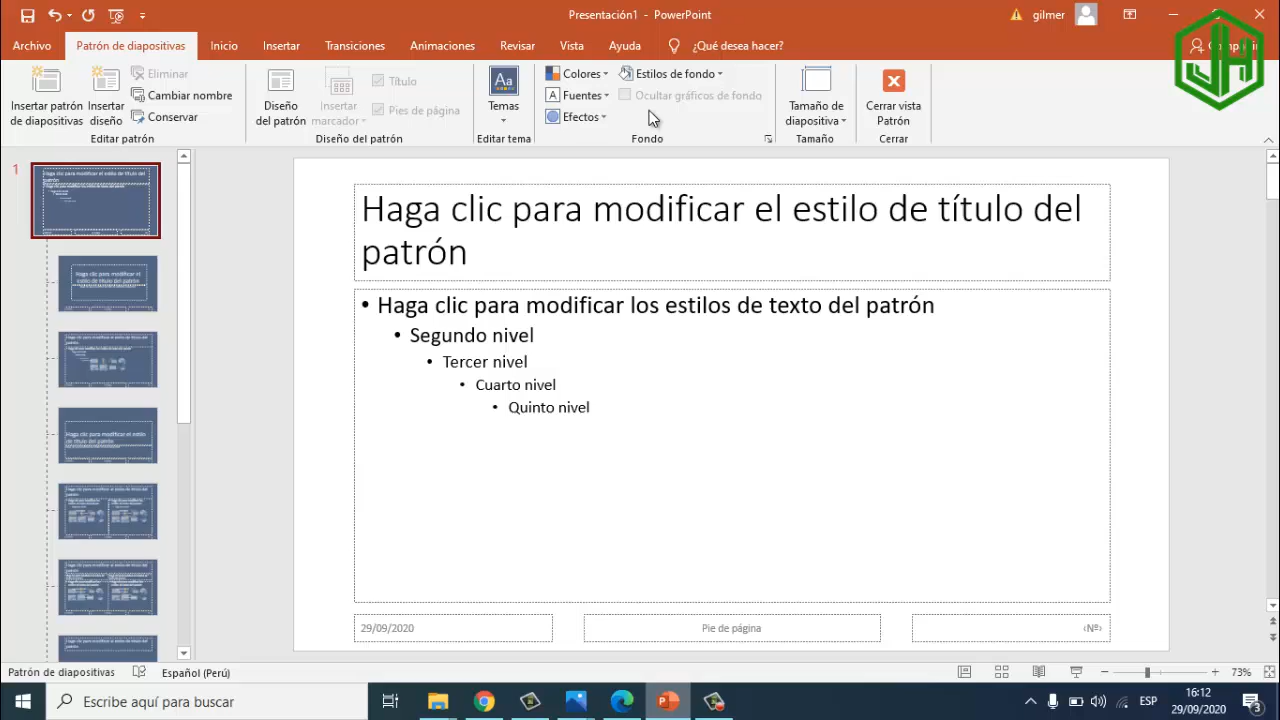 Presentación1 - PowerPoint
gilmer
Archivo
Patrón de diapositivas
Inicio
Insertar
Transiciones
Animaciones
Revisar
Vista
Ayuda
¿Qué desea hacer?
Insertar patrón de diapositivas
Insertar diseño
Eliminar
Cambiar nombre
Conservar
Editar patrón
Diseño del patrón
Insertar marcador
Título
Pies de página
Diseño del patrón
Aa
Temas
Editar tema
Colores
A Fuentes
Efectos
Estilos de fondo
Ocultar gráficos de fondo
Fondo
Tamaño de diapositiva
Tamaño
Cerrar vista Patrón
Cerrar
JH
1
Haga clic para modificar el estilo de título del
patrón
• Haga clic para modificar los estilos de texto del patrón
• Segundo nivel
• Tercer nivel
• Cuarto nivel
• Quinto nivel
29/09/2020
Pie de página
‹Nº›
Patrón de diapositivas
Español (Perú)
73%
Escribe aquí para buscar
ESP
16:12
29/09/2020
3